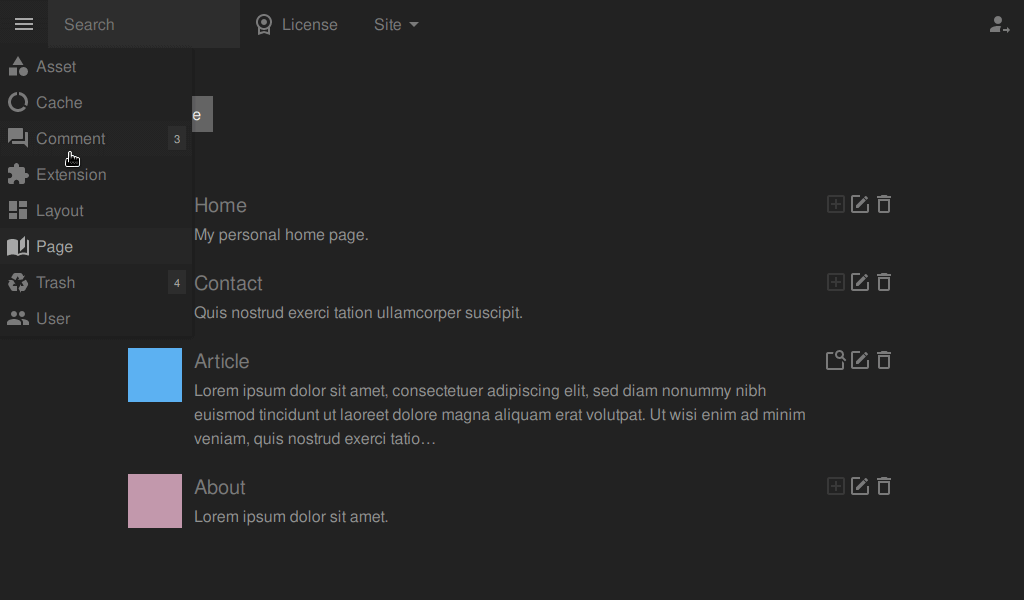 Search
License
Site
Asset
Cache
Comment 3
Extension
Layout
Page
Trash 4
User
e
Home
My personal home page.
Contact
Quis nostrud exerci tation ullamcorper suscipit.
Article
Lorem ipsum dolor sit amet, consectetuer adipiscing elit, sed diam nonummy nibh
euismod tincidunt ut laoreet dolore magna aliquam erat volutpat. Ut wisi enim ad minim
veniam, quis nostrud exerci tatio…
About
Lorem ipsum dolor sit amet.